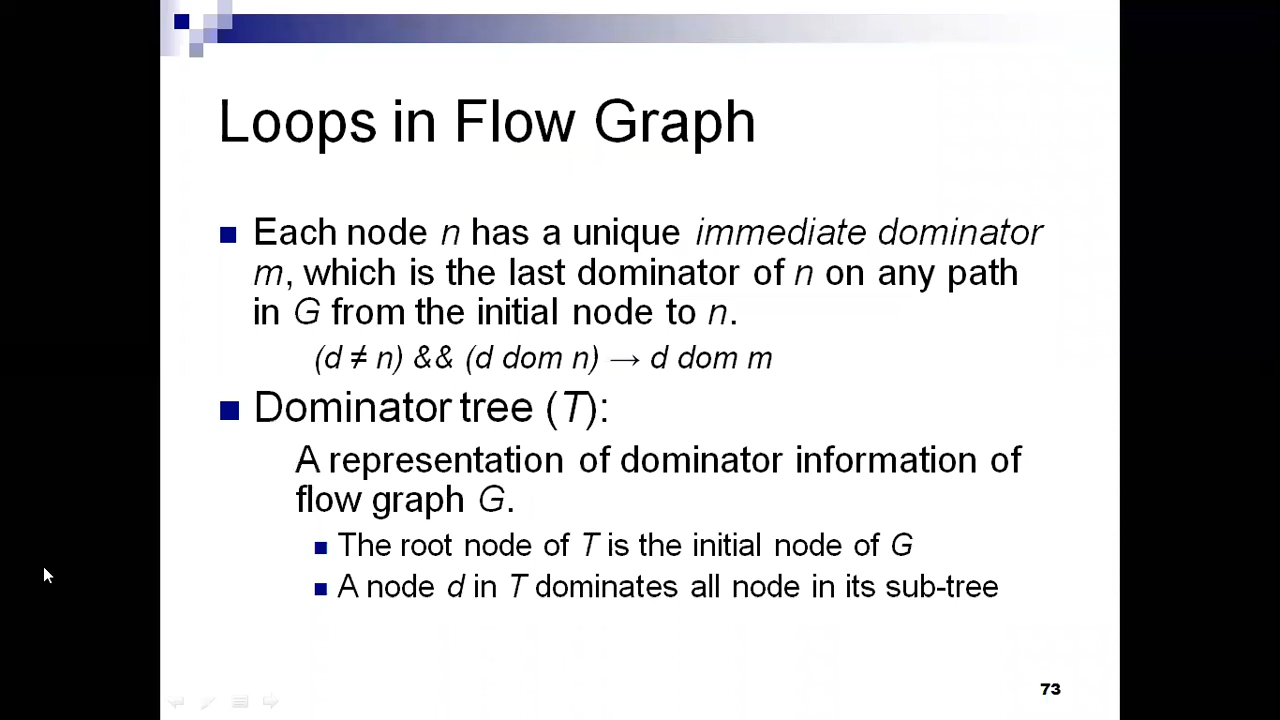 Loops in Flow Graph
Each node n has a unique immediate dominator
m, which is the last dominator of n on any path
in G from the initial node to n.
(d ≠ n) && (d dom n) → d dom m
Dominator tree (T):
A representation of dominator information of
flow graph G.
The root node of T is the initial node of G
A node d in T dominates all node in its sub-tree
73